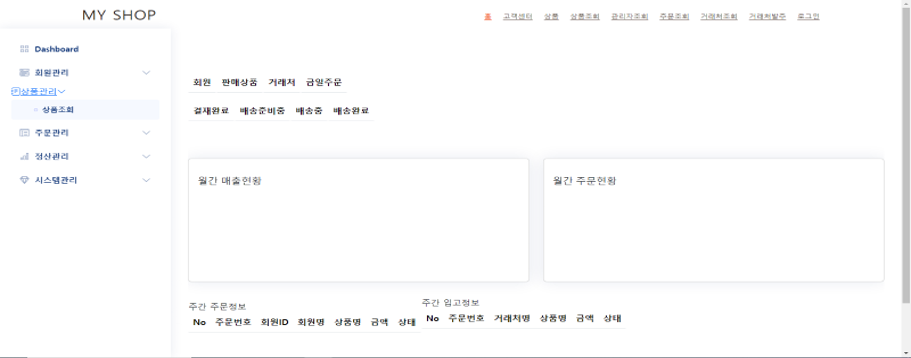 MY SHOP
홈 고객센터 상품 상품조회 관리자조회 주문조회 거래처조회 거래처발주 로그인
Dashboard
회원관리
상품관리
상품조회
주문관리
정산관리
시스템관리
회원 판매상품 거래처 금일주문
결재완료 배송준비중 배송중 배송완료
월간 매출현황
월간 주문현황
주간 주문정보
No 주문번호 회원ID 회원명 상품명 금액 상태
주간 입고정보
No 주문번호 거래처명 상품명 금액 상태